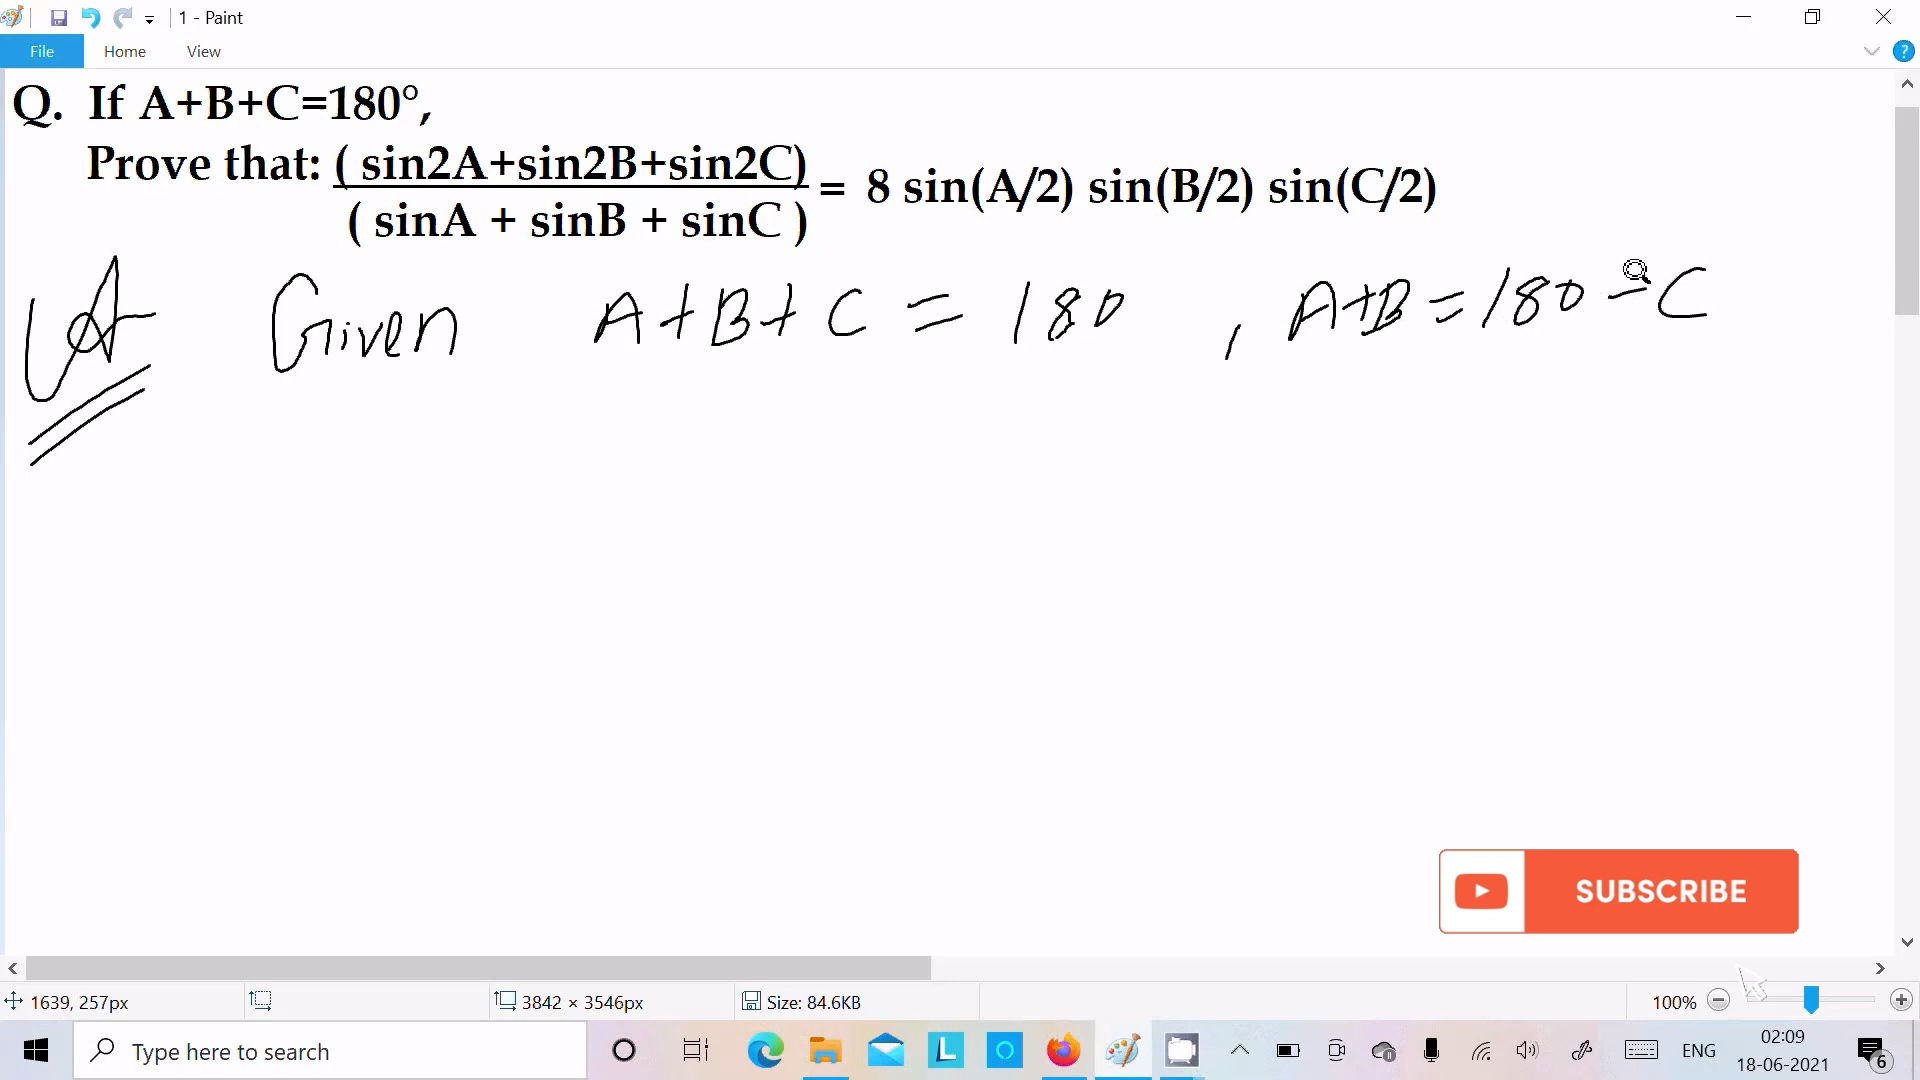 1 - Paint
File Home View
Q. If A+B+C=180°,
Prove that: ( sin2A+sin2B+sin2C)
= 8 sin(A/2) sin(B/2) sin(C/2)
( sinA + sinB + sinC )
Given A+B+C = 180 , A+B = 180 - C
SUBSCRIBE
1639, 257px 3842 × 3546px Size: 84.6KB 100%
Type here to search
L
ENG
02:09
18-06-2021
6